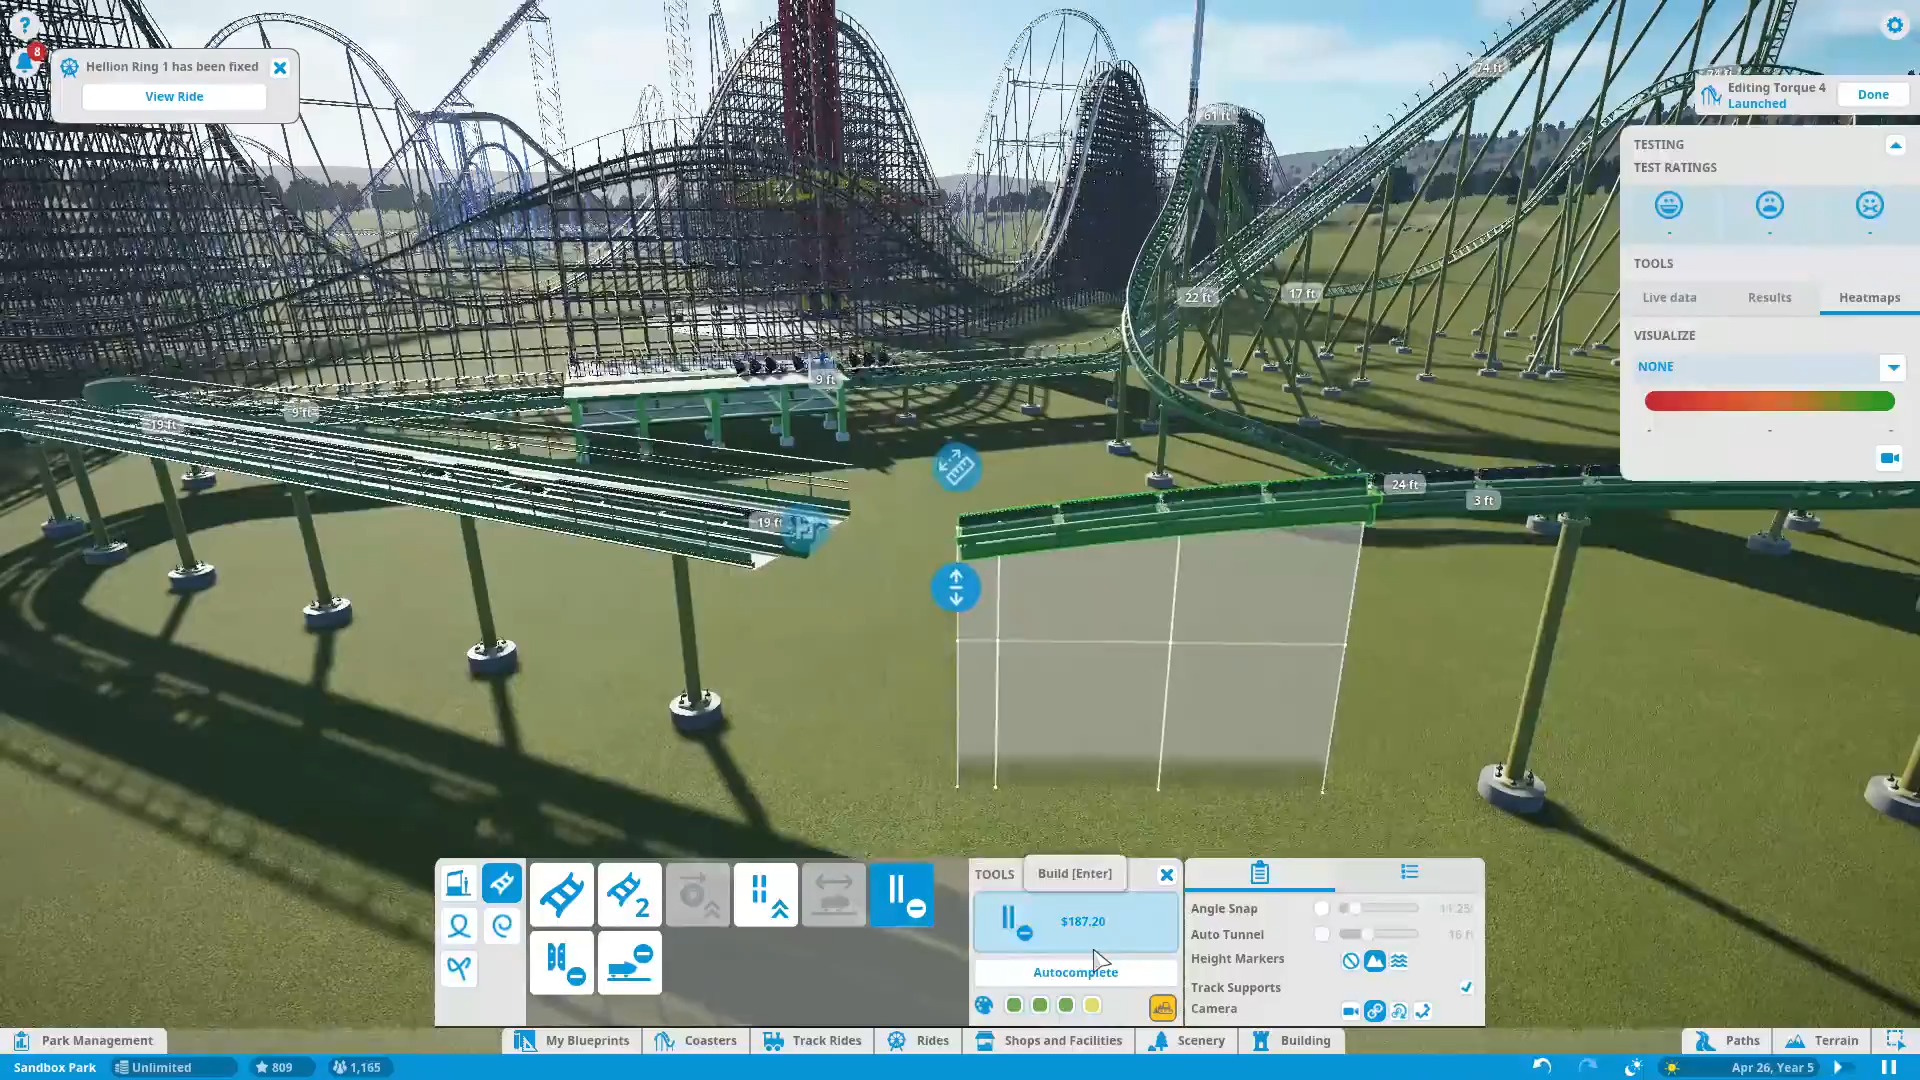 ?
8
Hellion Ring 1 has been fixed
View Ride
Editing Torque 4
Launched
Done
TESTING
TEST RATINGS
-
-
-
TOOLS
Live data
Results
Heatmaps
VISUALIZE
NONE
-
-
-
74 ft
61 ft
22 ft
17 ft
9 ft
9 ft
19 ft
19 ft
24 ft
3 ft
2
TOOLS
Build [Enter]
$187.20
Autocomplete
Angle Snap
Auto Tunnel
16 ft
Height Markers
Track Supports
Camera
Park Management
My Blueprints
Coasters
Track Rides
Rides
Shops and Facilities
Scenery
Building
Paths
Terrain
Sandbox Park
Unlimited
809
1,165
Apr 26, Year 5